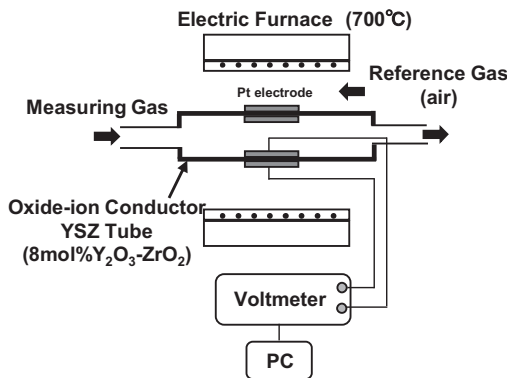 Electric Furnace (700℃)
Pt electrode
Reference Gas
(air)
Measuring Gas
Oxide-ion Conductor
YSZ Tube
(8mol%Y₂O₃-ZrO₂)
Voltmeter
PC